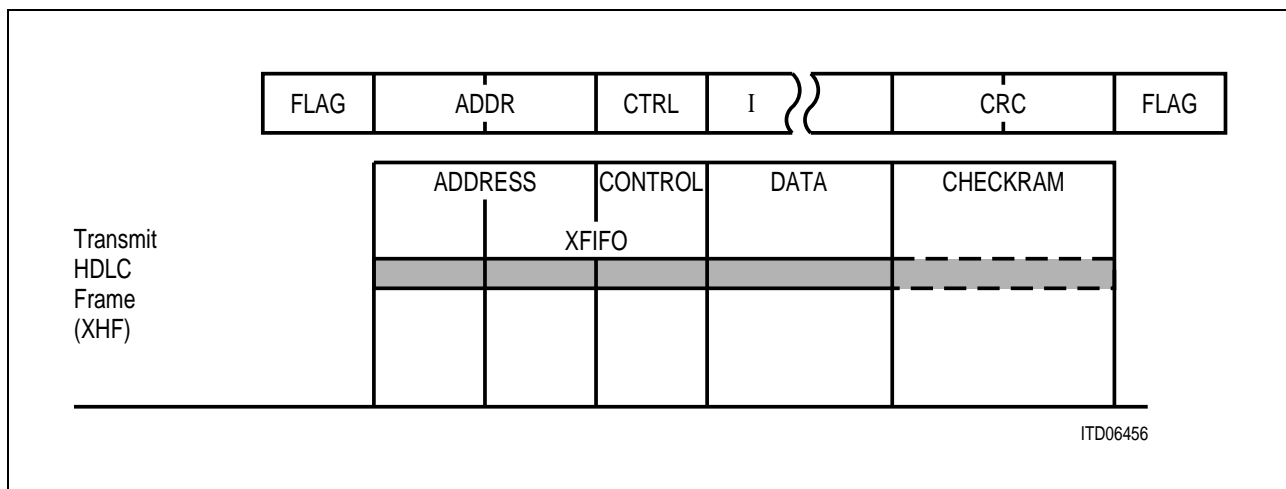 FLAG ADDR CTRL I CRC FLAG
ADDRESS CONTROL DATA CHECKRAM
XFIFO
Transmit
HDLC
Frame
(XHF)
ITD06456